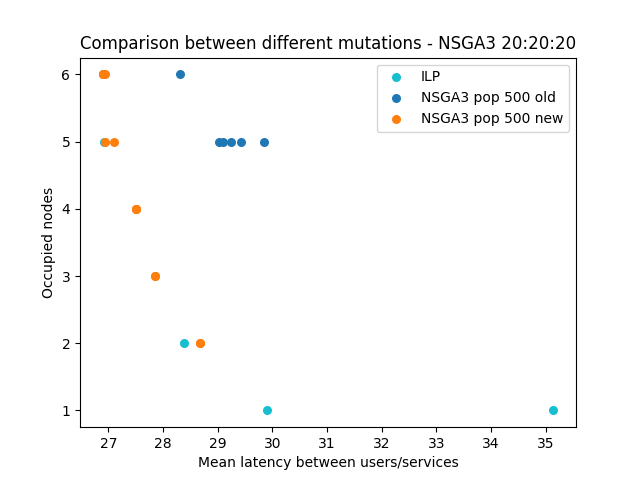 Comparison between different mutations - NSGA3 20:20:20
ILP
NSGA3 pop 500 old
NSGA3 pop 500 new
Occupied nodes
6
5
4
3
2
1
27 28 29 30 31 32 33 34 35
Mean latency between users/services